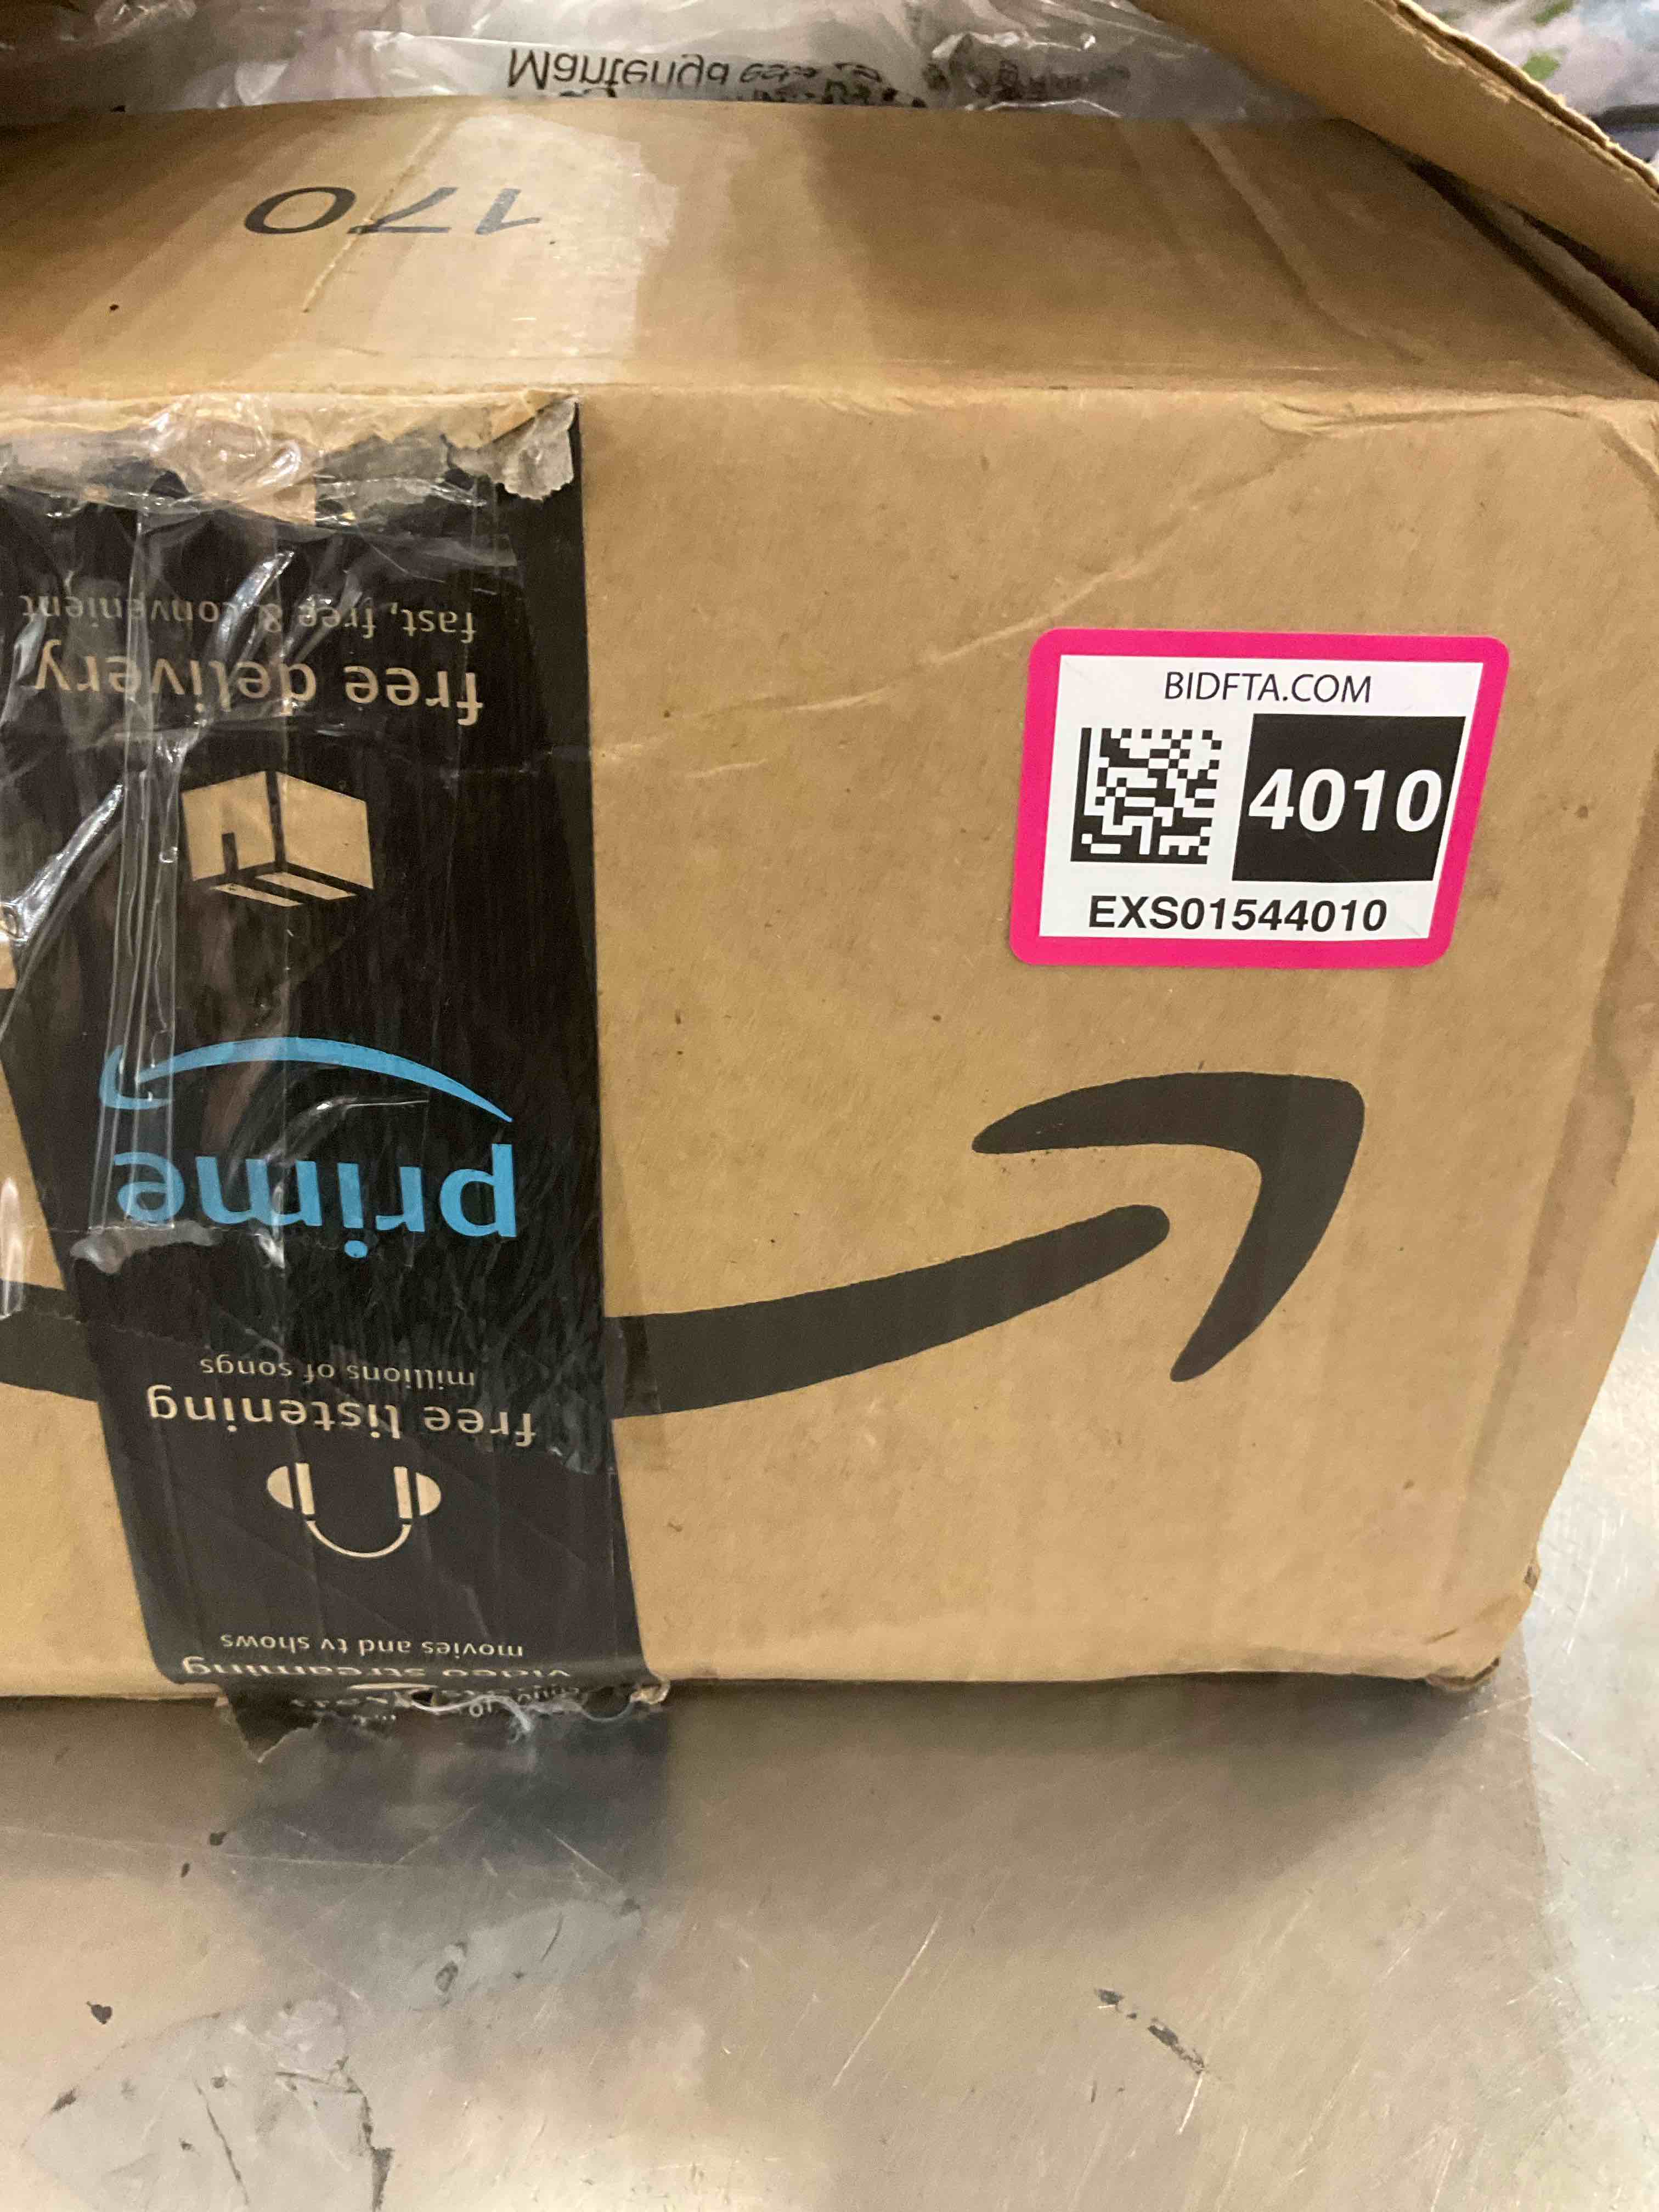 Mantenga
170
fast, free & convenient
free delivery
BIDFTA.COM
4010
EXS01544010
prime
millions of songs
free listening
movies and tv shows
video streaming